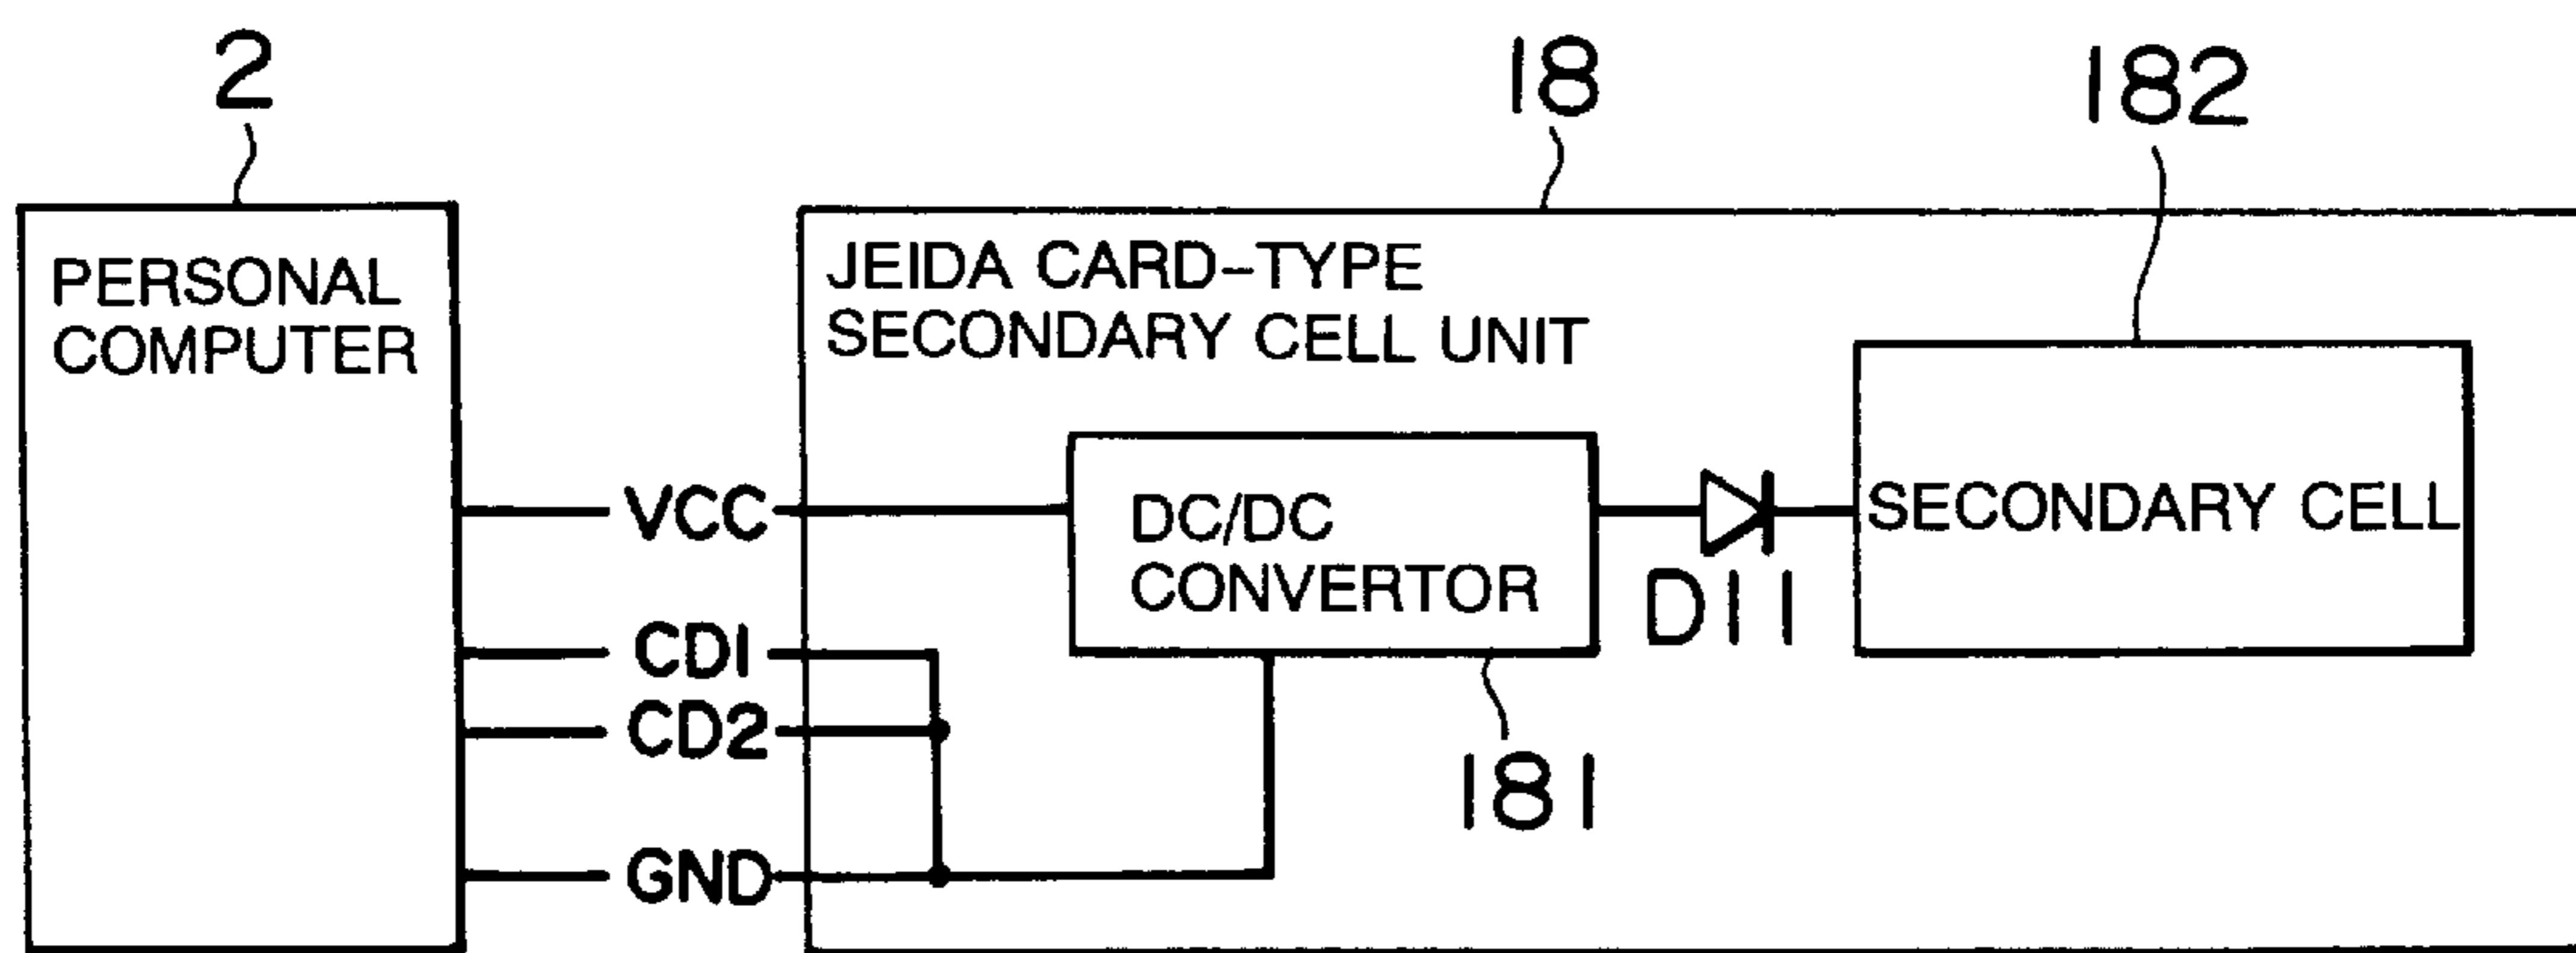 2
18
182
PERSONAL
COMPUTER
JEIDA CARD-TYPE
SECONDARY CELL UNIT
VCC
DC/DC
CONVERTOR
D11
SECONDARY CELL
CD1
CD2
181
GND